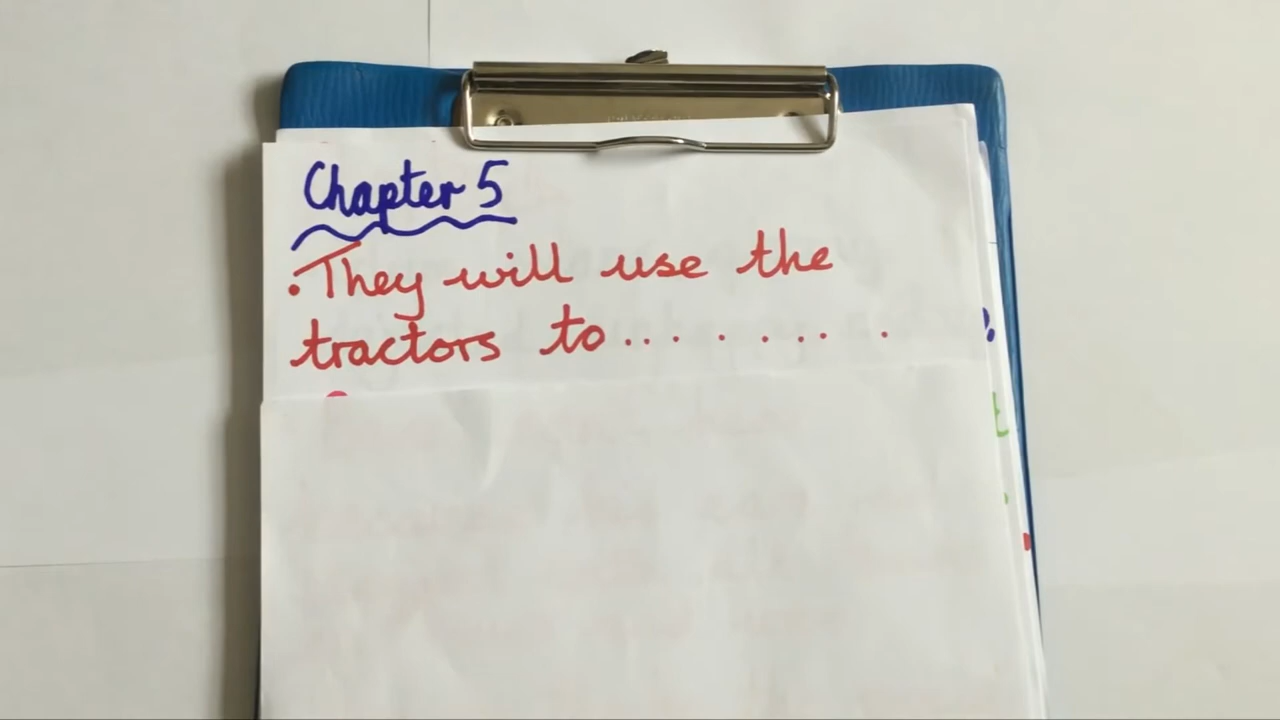 Chapter 5
.They will use the
tractors to.. . . . .. . .